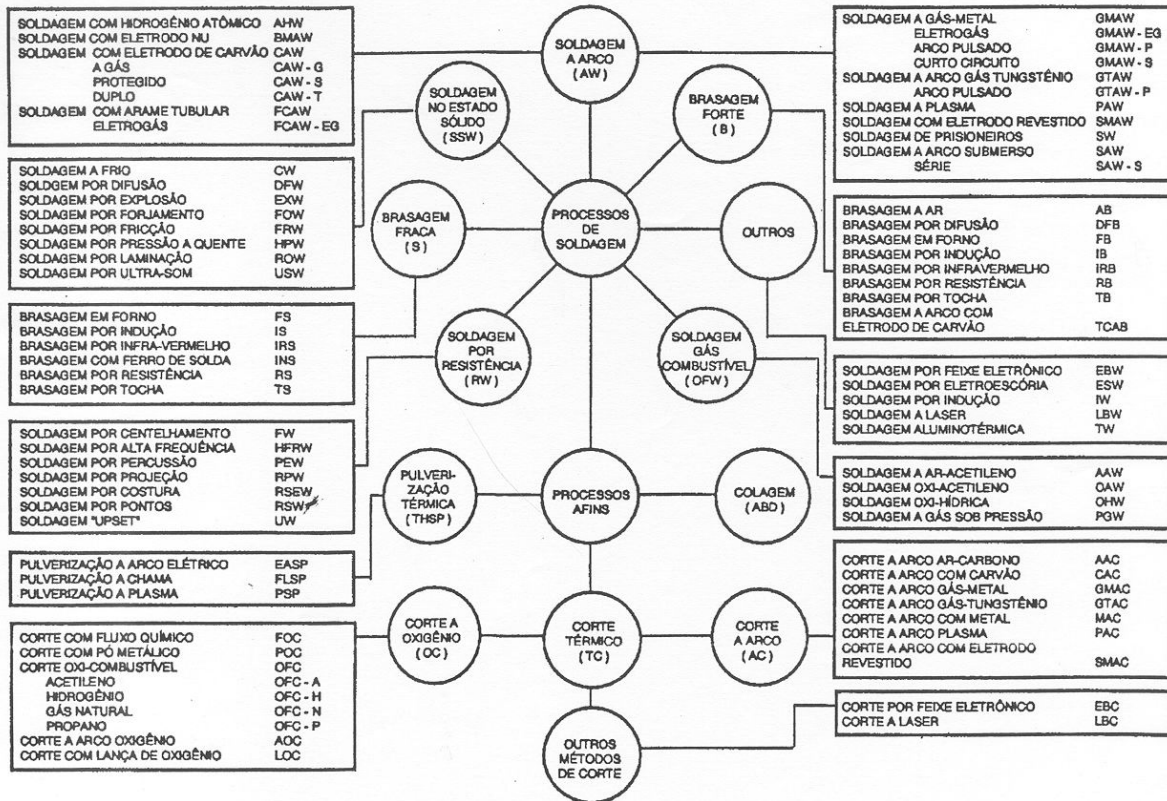 SOLDAGEM COM HIDROGÊNIO ATÔMICO AHW
SOLDAGEM COM ELETRODO NU BMAW
SOLDAGEM COM ELETRODO DE CARVÃO CAW
A GÁS CAW - G
PROTEGIDO CAW - S
DUPLO CAW - T
SOLDAGEM COM ARAME TUBULAR FCAW
ELETROGÁS FCAW - EG
SOLDAGEM A FRIO CW
SOLDGEM POR DIFUSÃO DFW
SOLDAGEM POR EXPLOSÃO EXW
SOLDAGEM POR FORJAMENTO FOW
SOLDAGEM POR FRICÇÃO FRW
SOLDAGEM POR PRESSÃO A QUENTE HPW
SOLDAGEM POR LAMINAÇÃO ROW
SOLDAGEM POR ULTRA-SOM USW
BRASAGEM EM FORNO FS
BRASAGEM POR INDUÇÃO IS
BRASAGEM POR INFRA-VERMELHO IRS
BRASAGEM COM FERRO DE SOLDA INS
BRASAGEM POR RESISTÊNCIA RS
BRASAGEM POR TOCHA TS
SOLDAGEM POR CENTELHAMENTO FW
SOLDAGEM POR ALTA FREQUÊNCIA HFRW
SOLDAGEM POR PERCUSSÃO PEW
SOLDAGEM POR PROJEÇÃO RPW
SOLDAGEM POR COSTURA RSEW
SOLDAGEM POR PONTOS RSW
SOLDAGEM "UPSET" UW
PULVERIZAÇÃO A ARCO ELÉTRICO EASP
PULVERIZAÇÃO A CHAMA FLSP
PULVERIZAÇÃO A PLASMA PSP
CORTE COM FLUXO QUÍMICO FOC
CORTE COM PÓ METÁLICO POC
CORTE OXI-COMBUSTÍVEL OFC
ACETILENO OFC - A
HIDROGÊNIO OFC - H
GÁS NATURAL OFC - N
PROPANO OFC - P
CORTE A ARCO OXIGÊNIO AOC
CORTE COM LANÇA DE OXIGÊNIO LOC
SOLDAGEM
A ARCO
(AW)
SOLDAGEM
NO ESTADO
SÓLIDO
(SSW)
BRASAGEM
FORTE
(B)
BRASAGEM
FRACA
(S)
PROCESSOS
DE
SOLDAGEM
OUTROS
SOLDAGEM
POR
RESISTÊNCIA
(RW)
SOLDAGEM
GÁS
COMBUSTÍVEL
(OFW)
PULVERI-
ZAÇÃO
TÉRMICA
(THSP)
PROCESSOS
AFINS
COLAGEM
(ABD)
CORTE A
OXIGÊNIO
(OC)
CORTE
TÉRMICO
(TC)
CORTE
A ARCO
(AC)
OUTROS
MÉTODOS
DE CORTE
SOLDAGEM A GÁS-METAL GMAW
ELETROGÁS GMAW - EG
ARCO PULSADO GMAW - P
CURTO CIRCUITO GMAW - S
SOLDAGEM A ARCO GÁS TUNGSTÊNIO GTAW
ARCO PULSADO GTAW - P
SOLDAGEM A PLASMA PAW
SOLDAGEM COM ELETRODO REVESTIDO SMAW
SOLDAGEM DE PRISIONEIROS SW
SOLDAGEM A ARCO SUBMERSO SAW
SÉRIE SAW - S
BRASAGEM A AR AB
BRASAGEM POR DIFUSÃO DFB
BRASAGEM EM FORNO FB
BRASAGEM POR INDUÇÃO IB
BRASAGEM POR INFRAVERMELHO IRB
BRASAGEM POR RESISTÊNCIA RB
BRASAGEM POR TOCHA TB
BRASAGEM A ARCO COM
ELETRODO DE CARVÃO TCAB
SOLDAGEM POR FEIXE ELETRÔNICO EBW
SOLDAGEM POR ELETROESCÓRIA ESW
SOLDAGEM POR INDUÇÃO IW
SOLDAGEM A LASER LBW
SOLDAGEM ALUMINOTÉRMICA TW
SOLDAGEM A AR-ACETILENO AAW
SOLDAGEM OXI-ACETILENO OAW
SOLDAGEM OXI-HÍDRICA OHW
SOLDAGEM A GÁS SOB PRESSÃO PGW
CORTE A ARCO AR-CARBONO AAC
CORTE A ARCO COM CARVÃO CAC
CORTE A ARCO GÁS-METAL GMAC
CORTE A ARCO GÁS-TUNGSTÊNIO GTAC
CORTE A ARCO COM METAL MAC
CORTE A ARCO PLASMA PAC
CORTE A ARCO COM ELETRODO
REVESTIDO SMAC
CORTE POR FEIXE ELETRÔNICO EBC
CORTE A LASER LBC